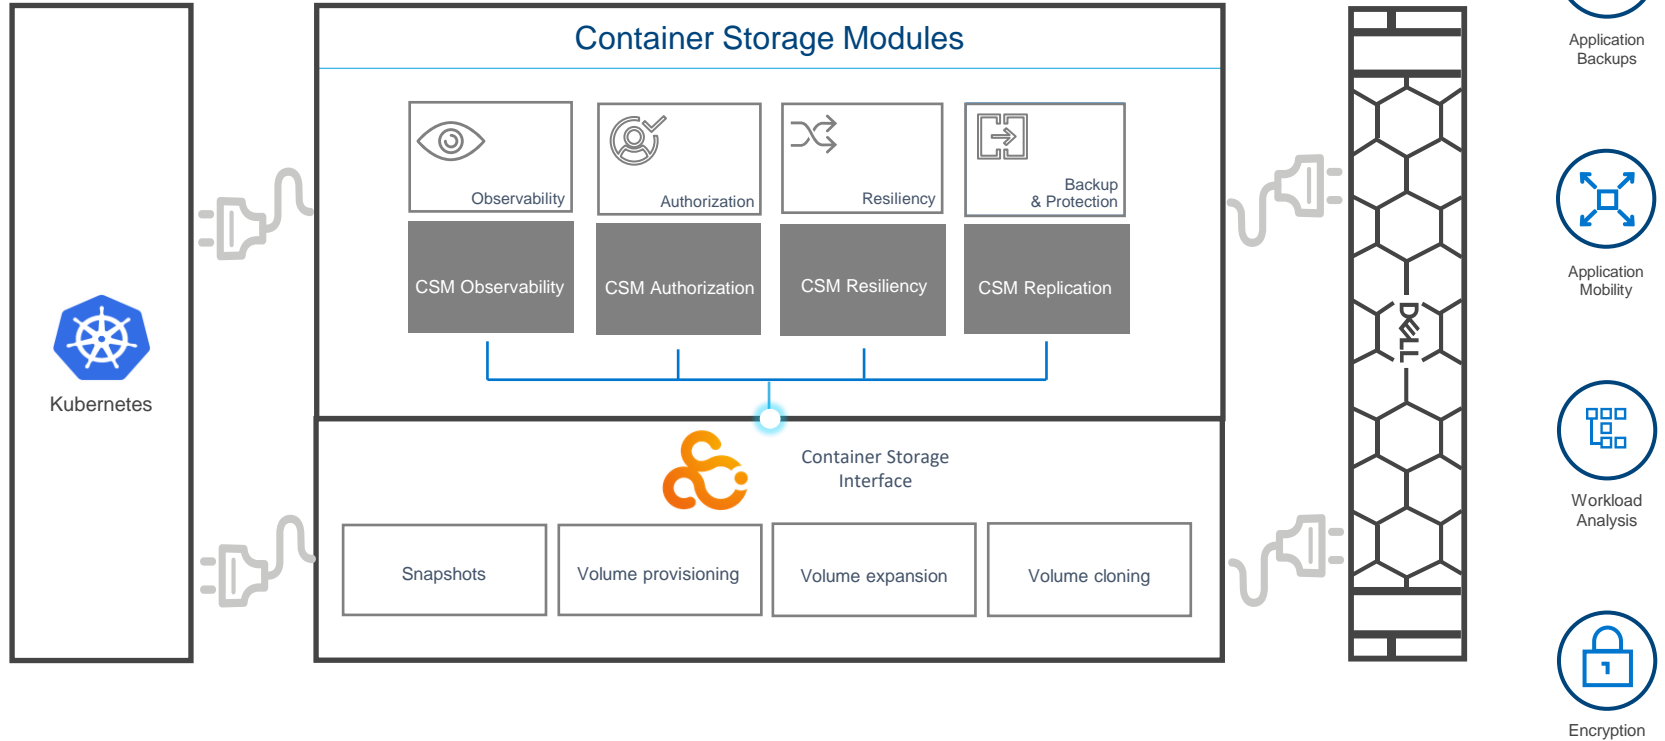 Container Storage Modules
Observability
Authorization
Resiliency
Backup
& Protection
CSM Observability
CSM Authorization
CSM Resiliency
CSM Replication
Kubernetes
Container Storage
Interface
Snapshots
Volume provisioning
Volume expansion
Volume cloning
DELL
Application
Backups
Application
Mobility
Workload
Analysis
Encryption